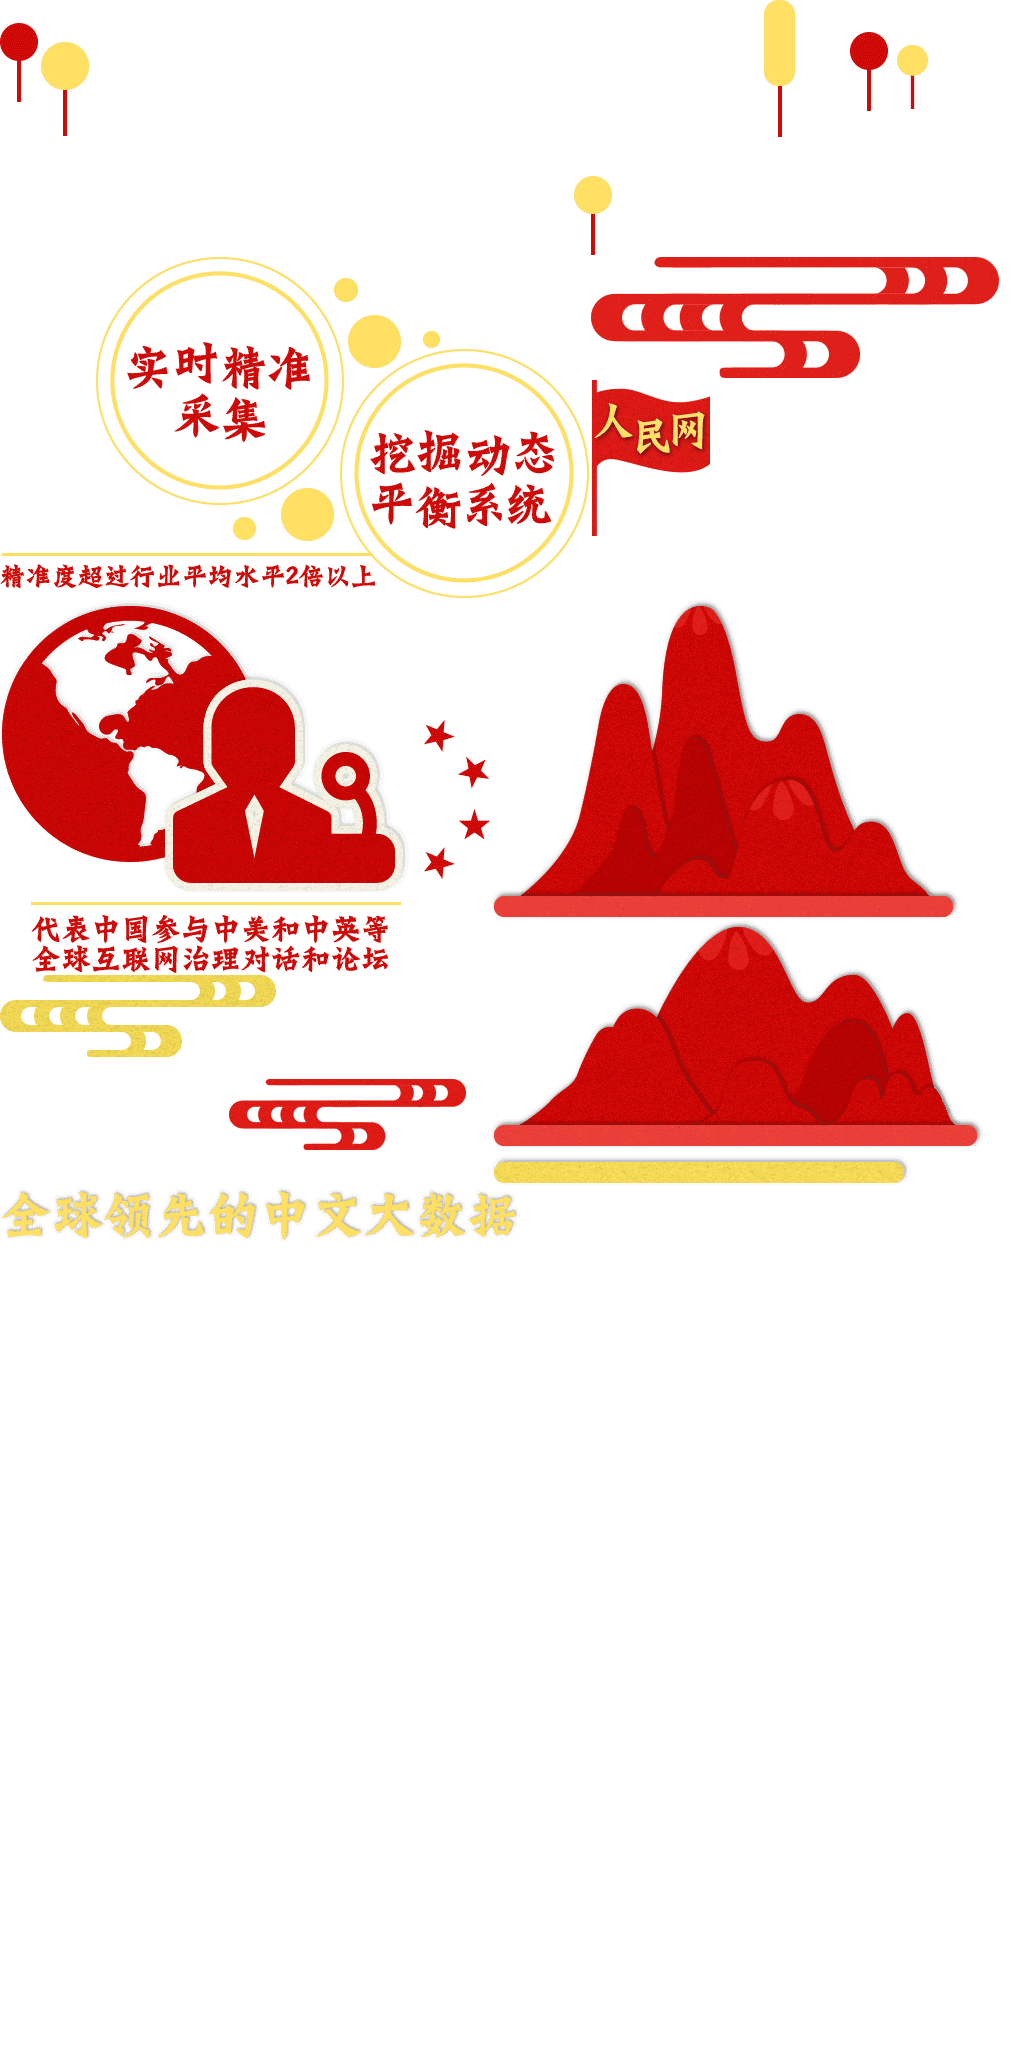 实时精准
采集
挖掘动态
平衡系统
人民网
精准度超过行业平均水平2倍以上
代表中国参与中美和中英等
全球互联网治理对话和论坛
全球领先的中文大数据